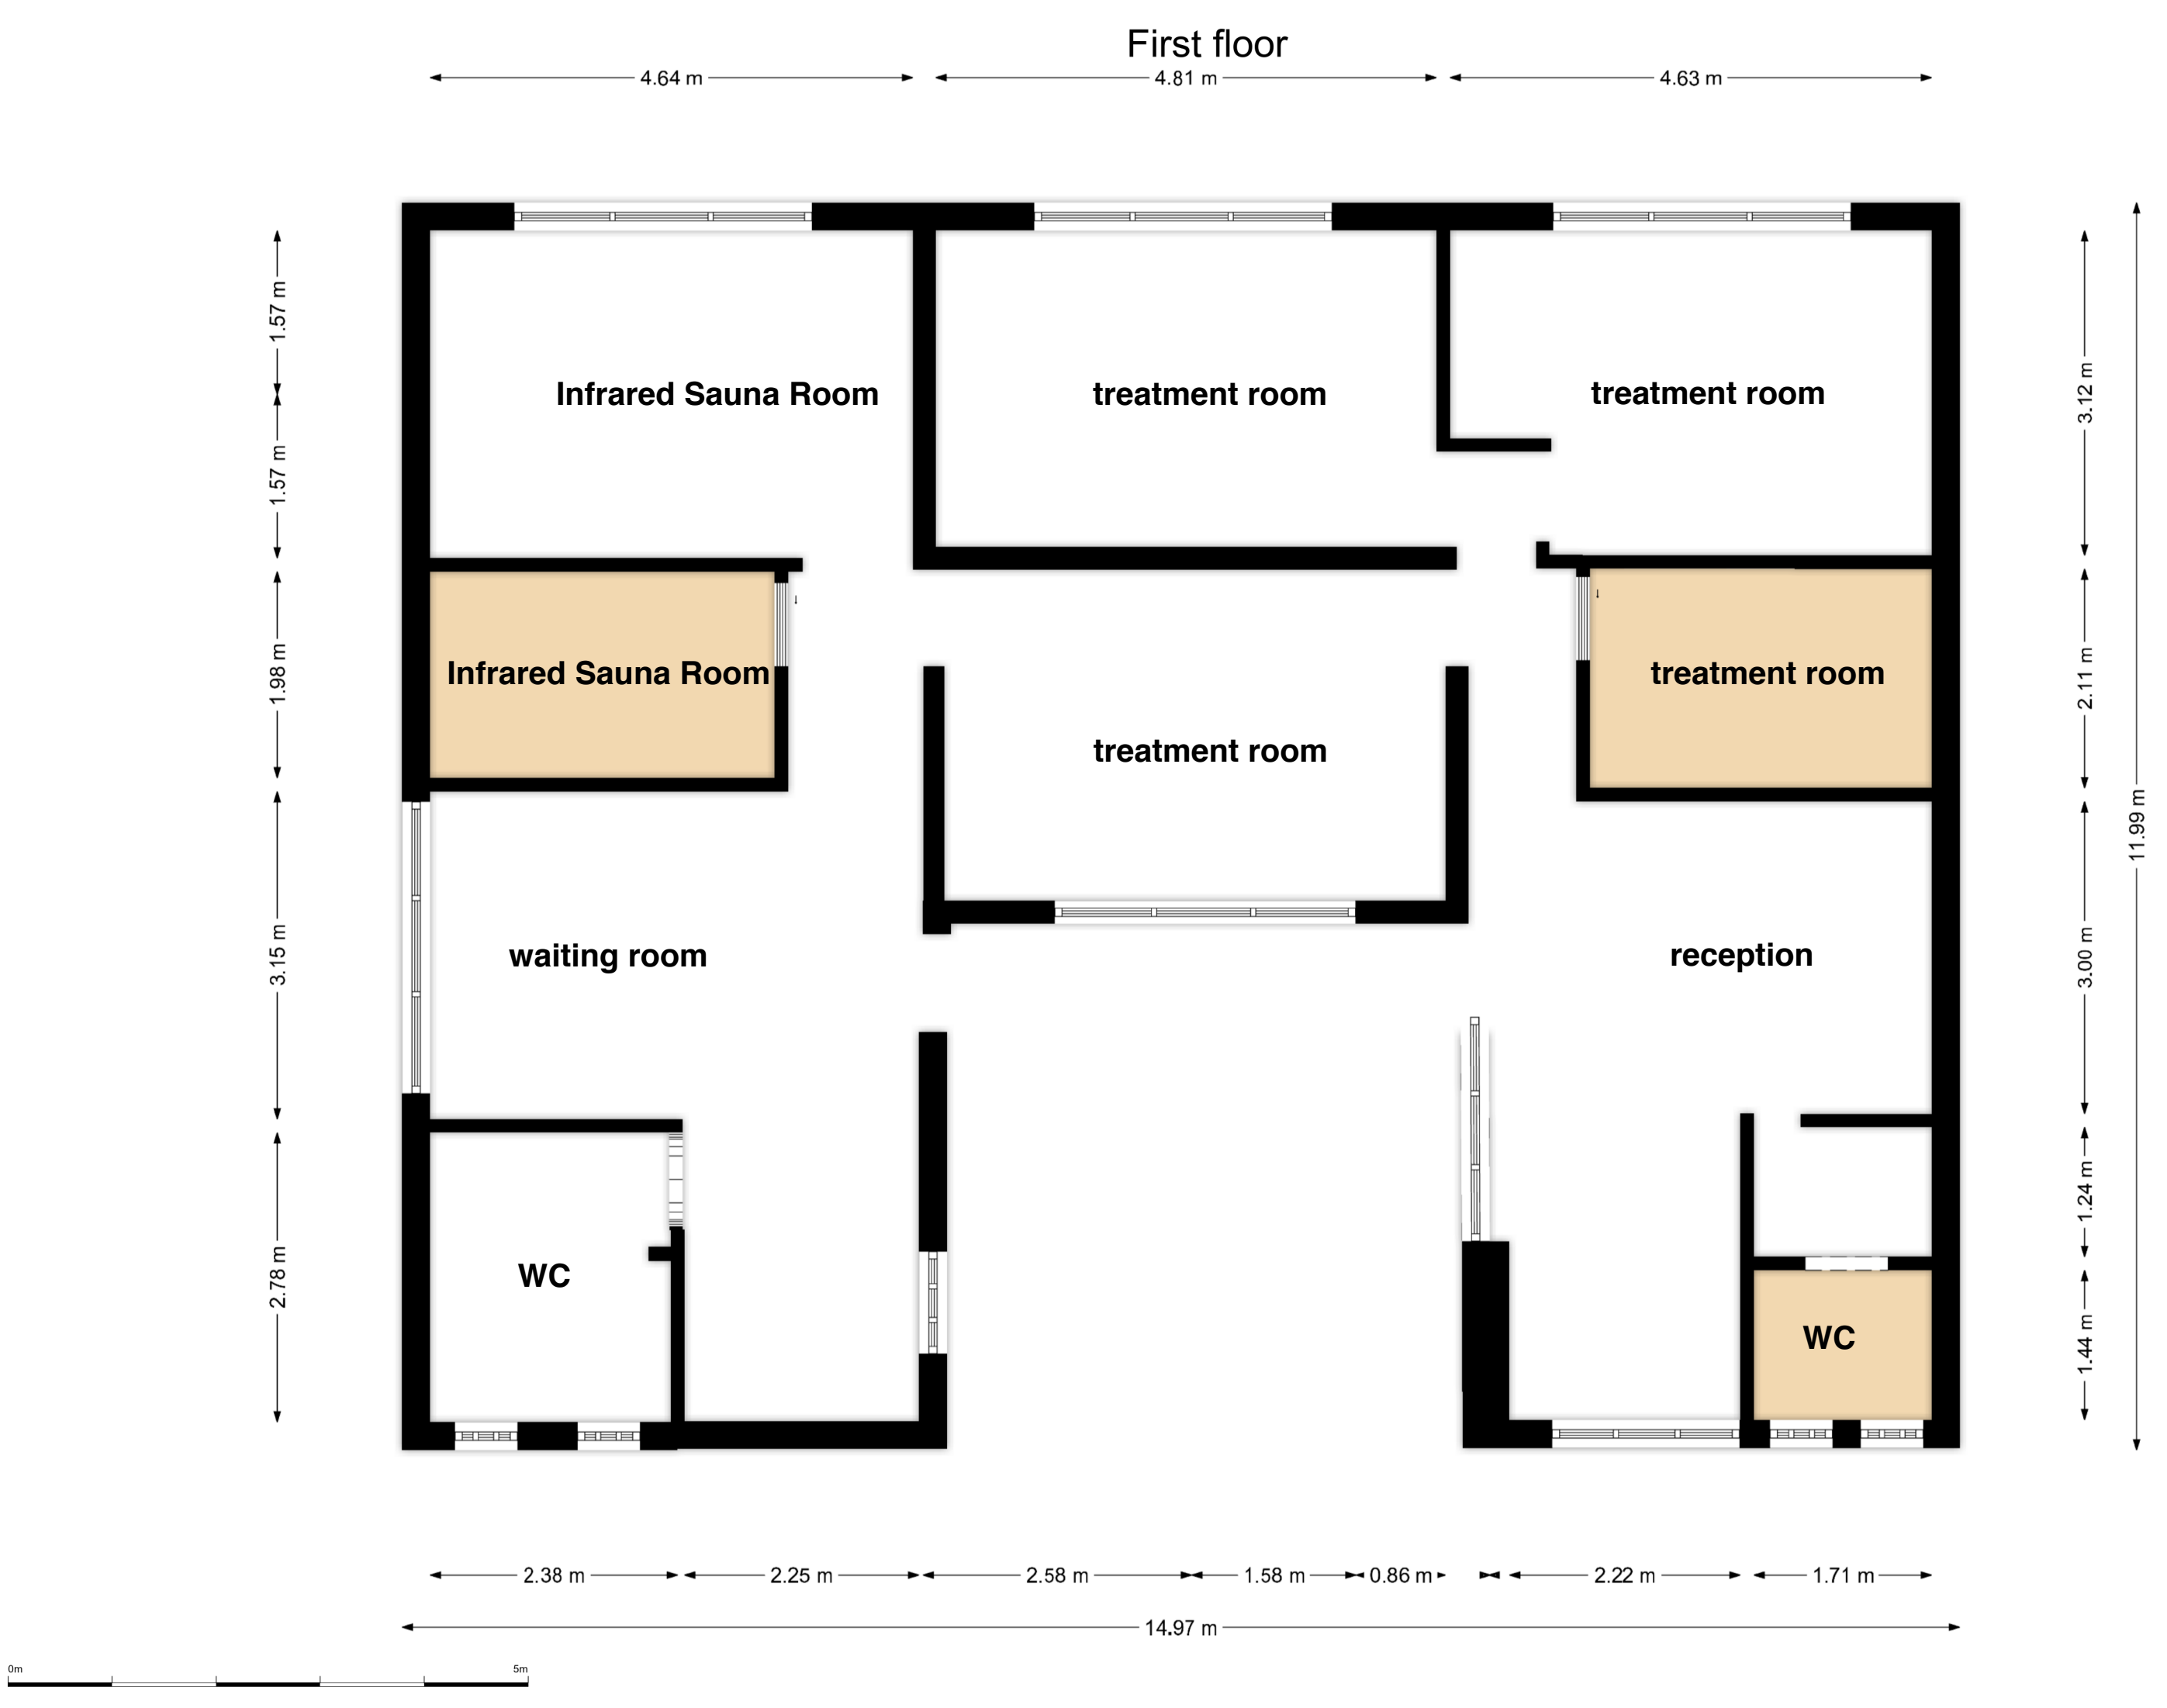 First floor
4.64 m
4.81 m
4.63 m
1.57 m
1.57 m
1.98 m
3.15 m
2.78 m
Infrared Sauna Room
treatment room
treatment room
Infrared Sauna Room
treatment room
treatment room
waiting room
reception
WC
WC
3.12 m
2.11 m
3.00 m
1.24 m
1.44 m
11.99 m
2.38 m
2.25 m
2.58 m
1.58 m
0.86 m
2.22 m
1.71 m
14.97 m
0m
5m